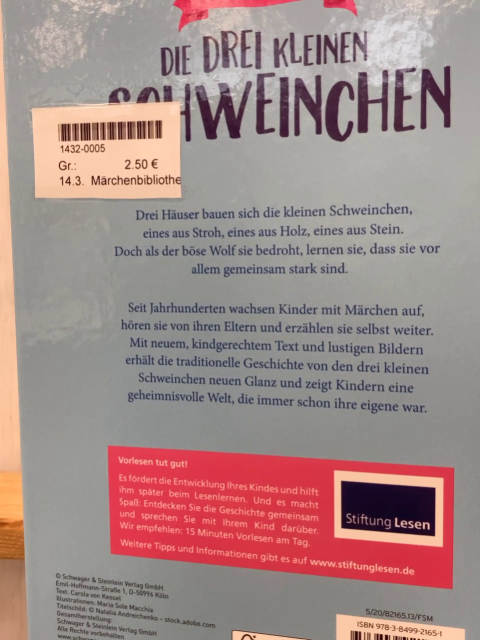 DIE DREI KLEINEN
SCHWEINCHEN
1432-0005
Gr.: 2.50 €
14.3. Märchenbibliothe
Drei Häuser bauen sich die kleinen Schweinchen,
eines aus Stroh, eines aus Holz, eines aus Stein.
Doch als der böse Wolf sie bedroht, lernen sie, dass sie vor
allem gemeinsam stark sind.
Seit Jahrhunderten wachsen Kinder mit Märchen auf,
hören sie von ihren Eltern und erzählen sie selbst weiter.
Mit neuem, kindgerechtem Text und lustigen Bildern
erhält die traditionelle Geschichte von den drei kleinen
Schweinchen neuen Glanz und zeigt Kindern eine
geheimnisvolle Welt, die immer schon ihre eigene war.
Vorlesen tut gut!
Es fördert die Entwicklung Ihres Kindes und hilft
ihm später beim Lesenlernen. Und es macht
Spaß: Entdecken Sie die Geschichte gemeinsam
und sprechen Sie mit Ihrem Kind darüber.
Wir empfehlen: 15 Minuten Vorlesen am Tag.
Weitere Tipps und Informationen gibt es auf www.stiftunglesen.de
Stiftung Lesen
© Schwager & Steinlein Verlag GmbH
Emil-Hoffmann-Straße 1, D-50996 Köln
Text: Carola von Kessel
Illustrationen: Maria Sole Macchia
Titelschild: © Nataliia Andreichenko – stock.adobe.com
Gesamtherstellung:
Schwager & Steinlein Verlag GmbH
Alle Rechte vorbehalten
5/20/82165.13/FSM
ISBN 978-3-8499-2165-1